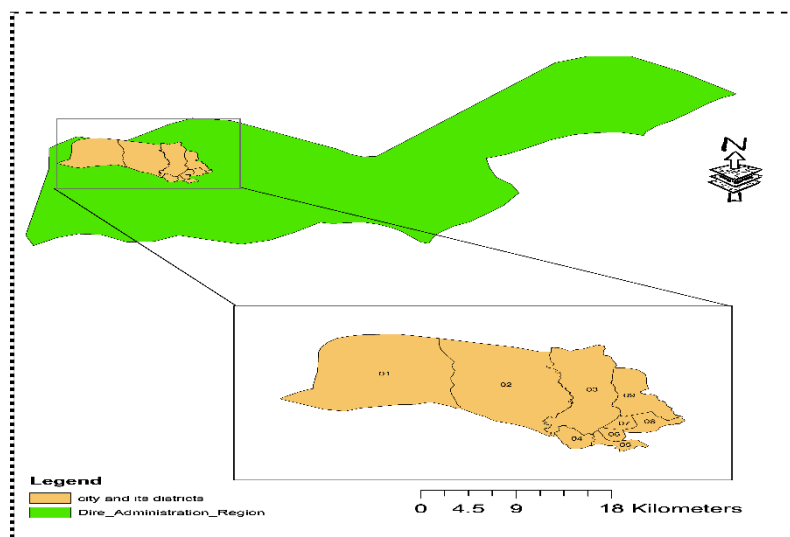 N
01
02
03
09
07
08
04
05
Legend
city and its districts
Dire_Administration_Region
0 4.5 9 18 Kilometers